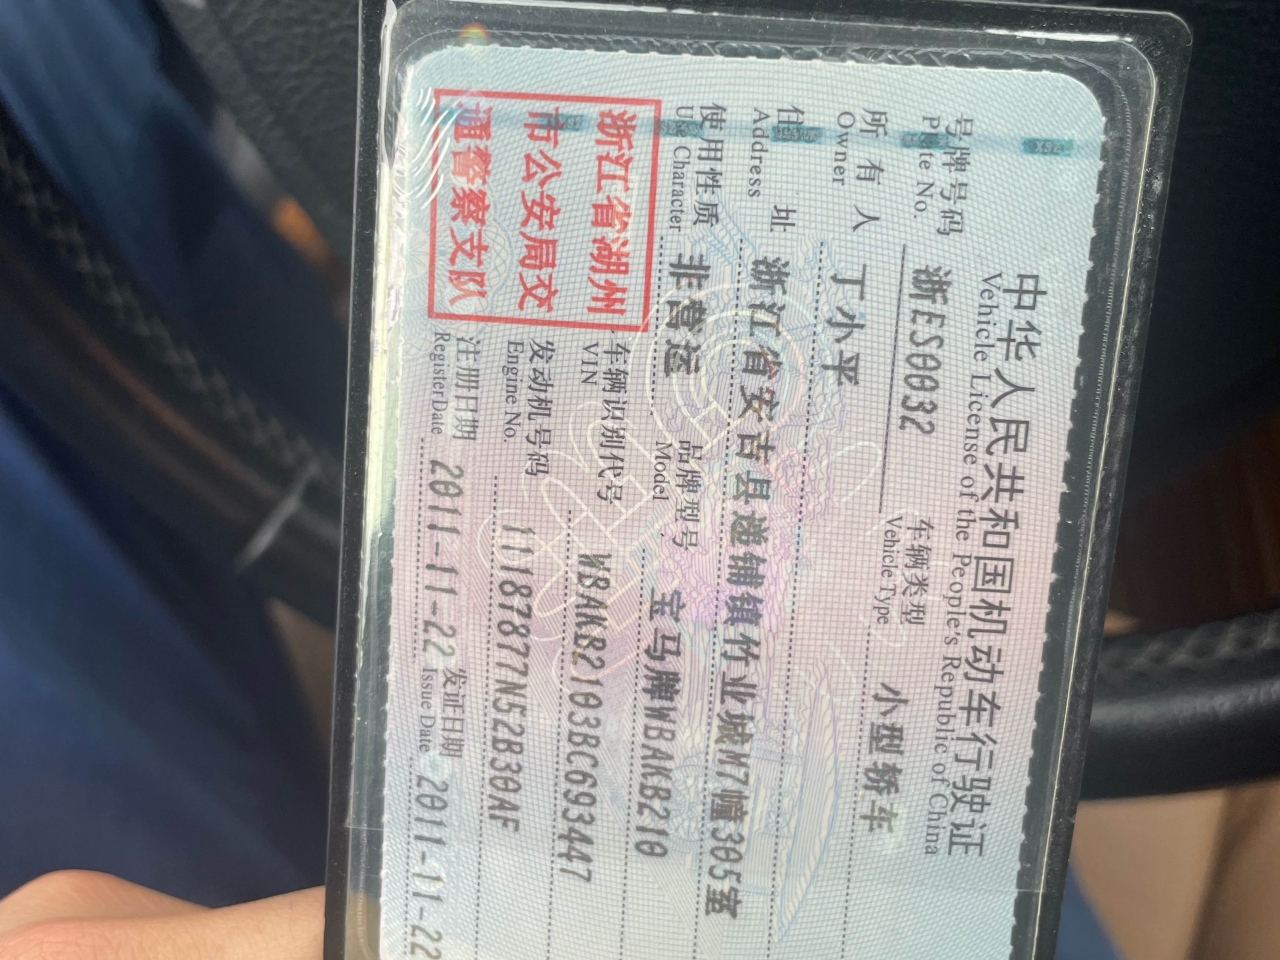 中华人民共和国机动车行驶证
Vehicle License of the People's Republic of China
号牌号码 浙ES0032 车辆类型 小型轿车
Plate No. Vehicle Type
所有人 丁小平
Owner
住址 浙江省安吉县递铺镇竹业城M7幢305室
Address
使用性质 非营运 品牌型号 宝马牌WBAKB210
Use Character Model
浙江省湖州
市公安局交
通警察支队
车辆识别代号 WBAKB2103BC693447
VIN
发动机号码 11187877N52B30AF
Engine No.
注册日期 2011-11-22 发证日期 2011-11-22
Register Date Issue Date